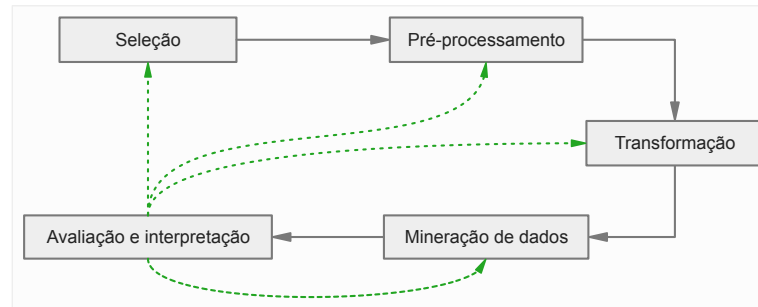 Seleção
Pré-processamento
Transformação
Avaliação e interpretação
Mineração de dados